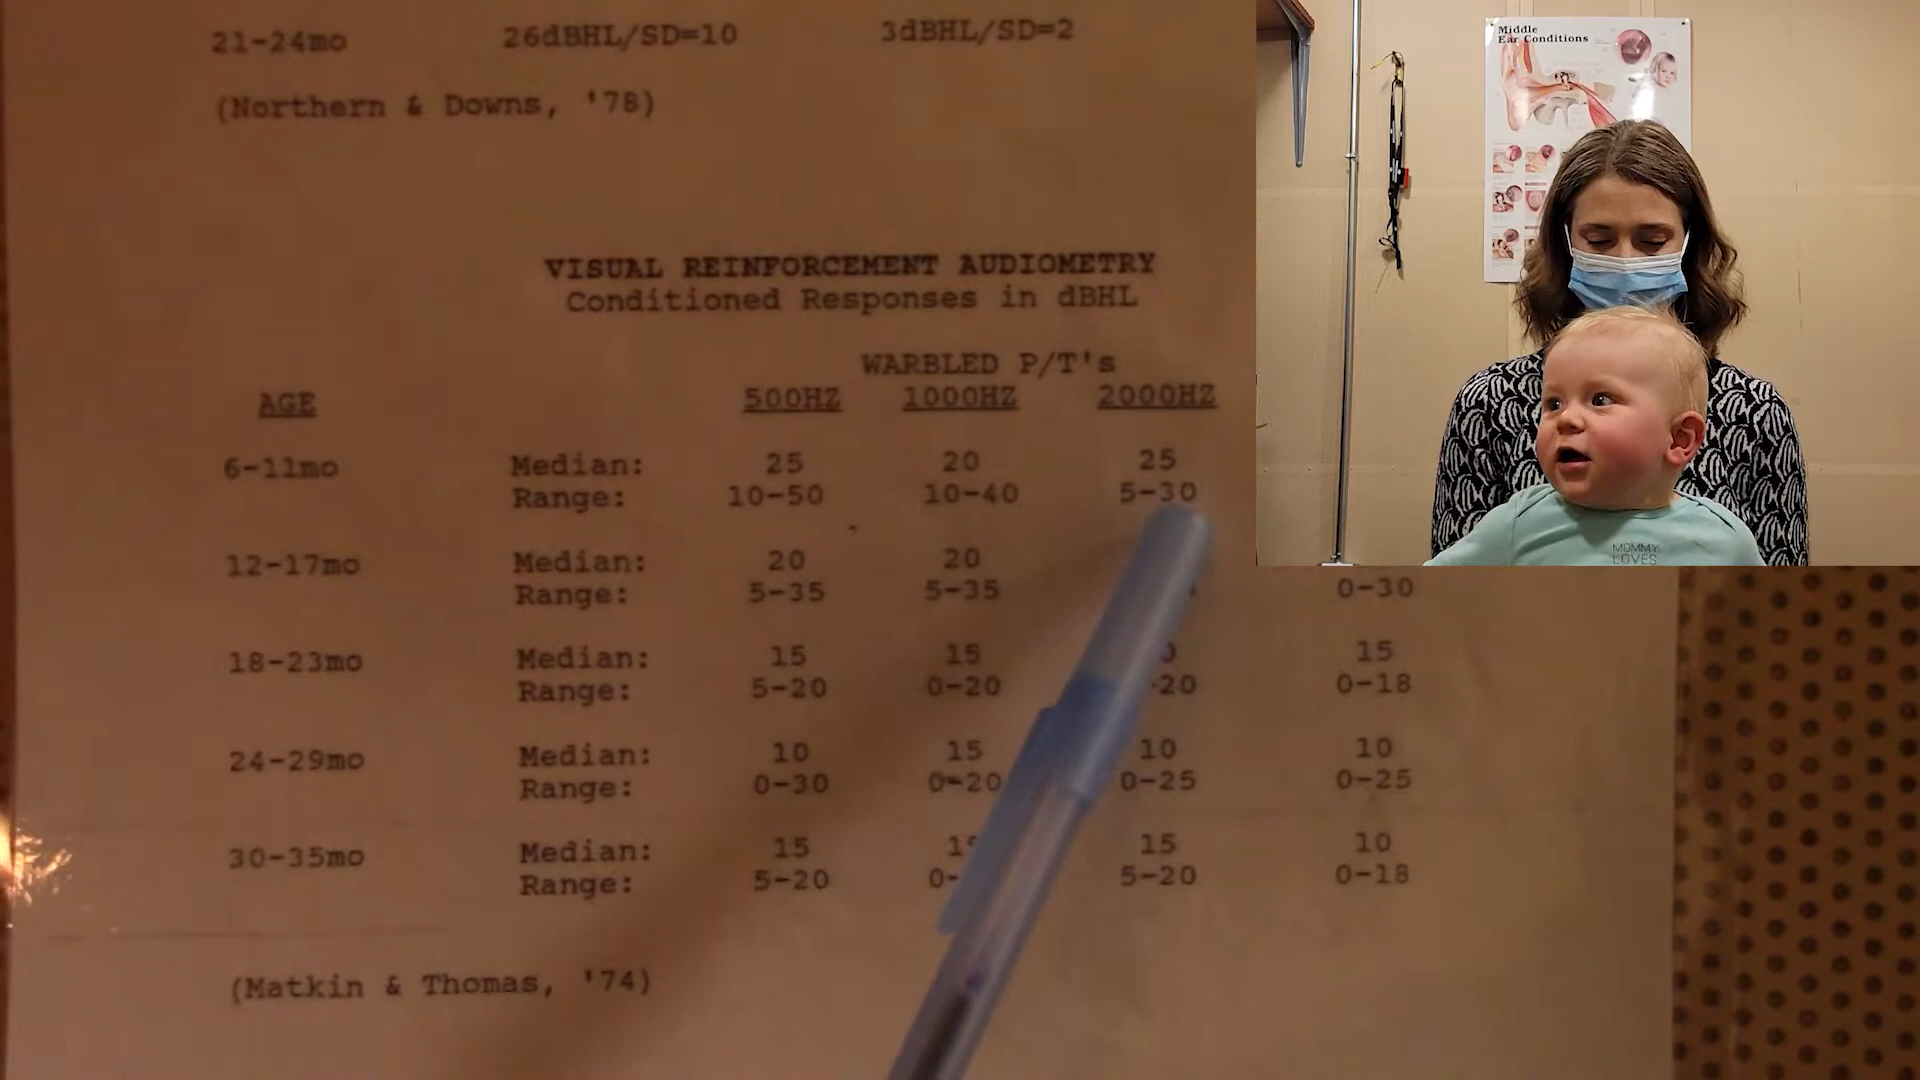 21-24mo 26dBHL/SD=10 3dBHL/SD=2
(Northern & Downs, '78)
VISUAL REINFORCEMENT AUDIOMETRY
Conditioned Responses in dBHL
WARBLED P/T's
AGE 500HZ 1000HZ 2000HZ
6-11mo Median: 25 20 25
Range: 10-50 10-40 5-30
12-17mo Median: 20 20
Range: 5-35 5-35 0-30
18-23mo Median: 15 15 15
Range: 5-20 0-20 -20 0-18
24-29mo Median: 10 15 10 10
Range: 0-30 0-20 0-25 0-25
30-35mo Median: 15 15 10
Range: 5-20 5-20 0-18
(Matkin & Thomas, '74)
Middle
Ear Conditions
MOMMY
LOVES